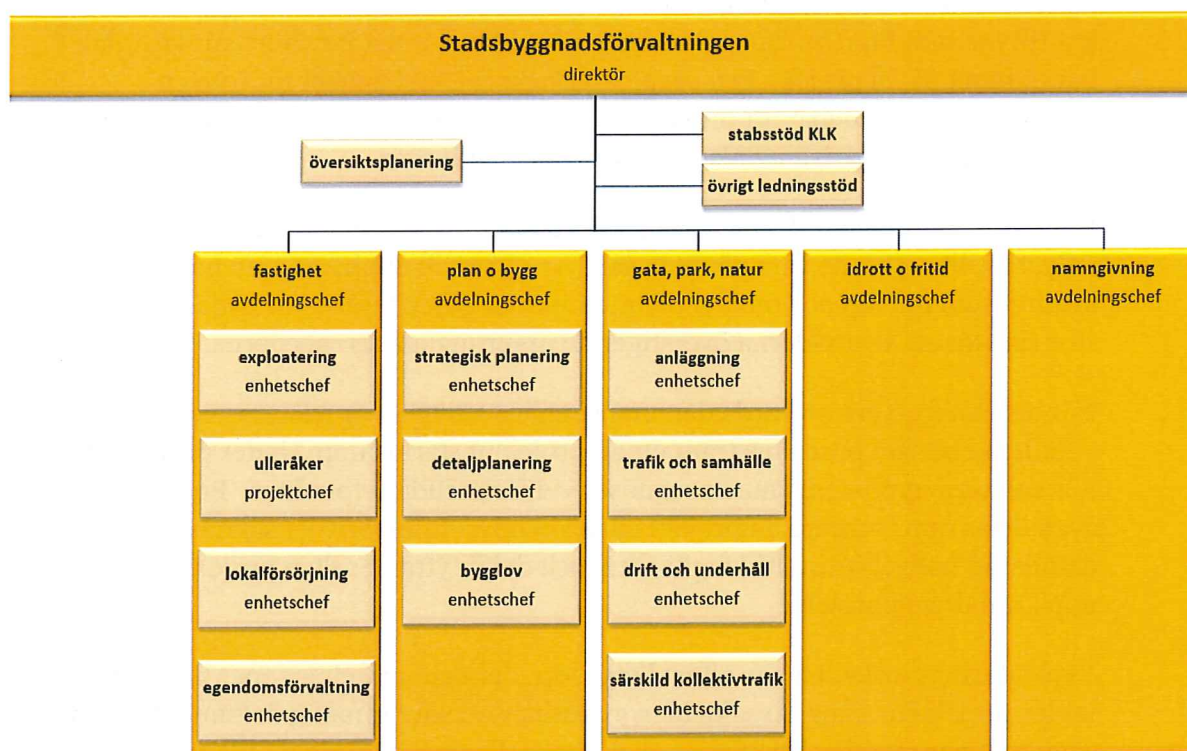 Stadsbyggnadsförvaltningen
direktör
stabsstöd KLK
översiktsplanering
övrigt ledningsstöd
fastighet
avdelningschef
exploatering
enhetschef
ulleråker
projektchef
lokalförsörjning
enhetschef
egendomsförvaltning
enhetschef
plan o bygg
avdelningschef
strategisk planering
enhetschef
detaljplanering
enhetschef
bygglov
enhetschef
gata, park, natur
avdelningschef
anläggning
enhetschef
trafik och samhälle
enhetschef
drift och underhåll
enhetschef
särskild kollektivtrafik
enhetschef
idrott o fritid
avdelningschef
namngivning
avdelningschef